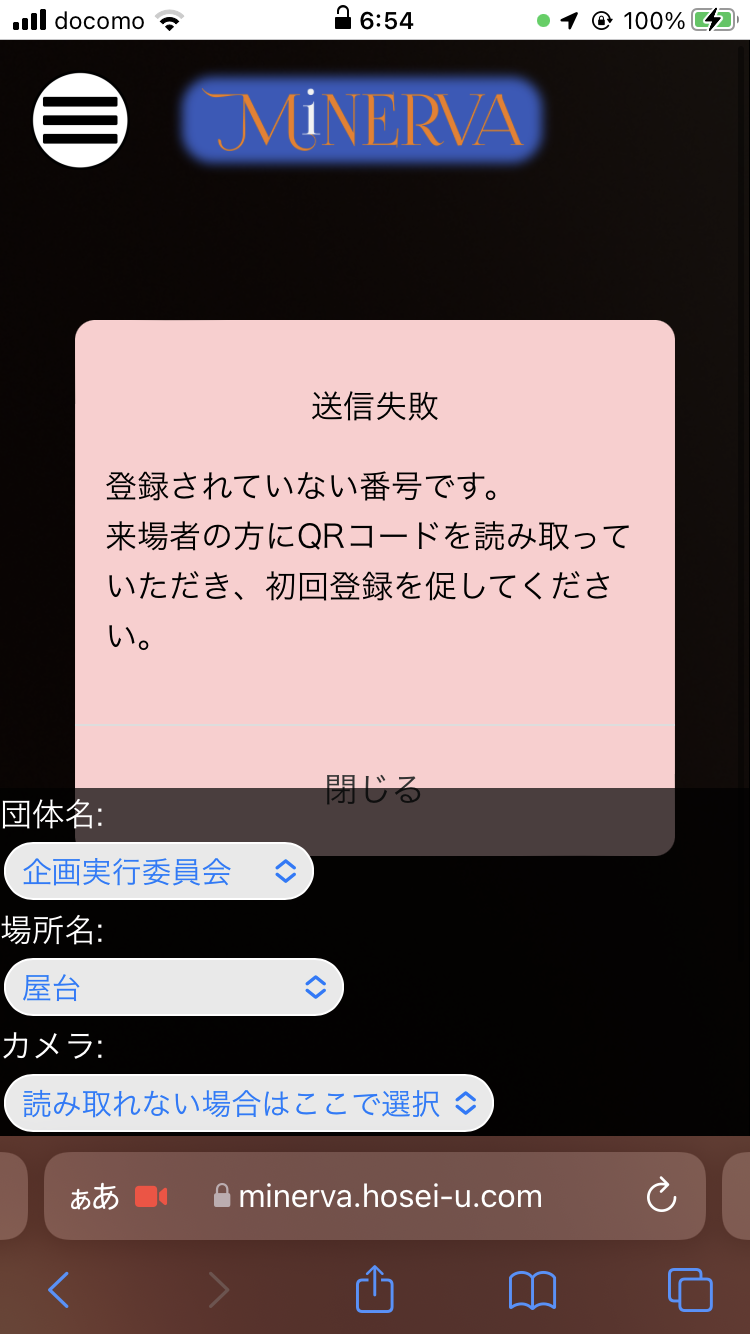 docomo 6:54 100%
MiNERVA
送信失敗
登録されていない番号です。
来場者の方にQRコードを読み取って
いただき、初回登録を促してくださ
い。
閉じる
団体名:
企画実行委員会
場所名:
屋台
カメラ:
読み取れない場合はここで選択
ぁあ minerva.hosei-u.com